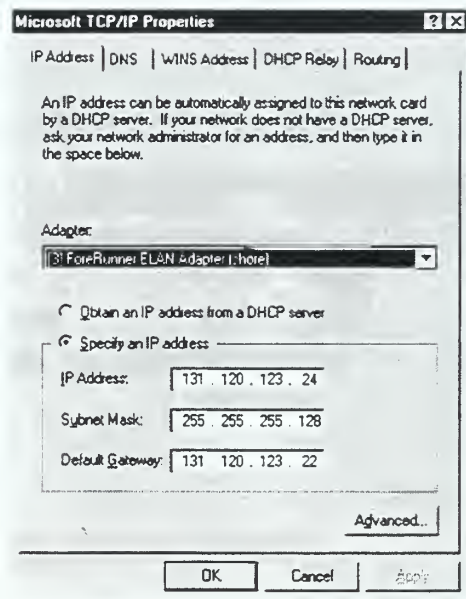 Microsoft TCP/IP Properties
? X
IP Address DNS WINS Address DHCP Relay Routing
An IP address can be automatically assigned to this network card
by a DHCP server. If your network does not have a DHCP server,
ask your network administrator for an address, and then type it in
the space below.
Adapter:
[3] ForeRunner ELAN Adapter
Obtain an IP address from a DHCP server
Specify an IP address
IP Address: 131 . 120 . 123 . 24
Subnet Mask: 255 . 255 . 255 . 128
Default Gateway: 131 120 . 123 . 22
Advanced...
OK Cancel Apply